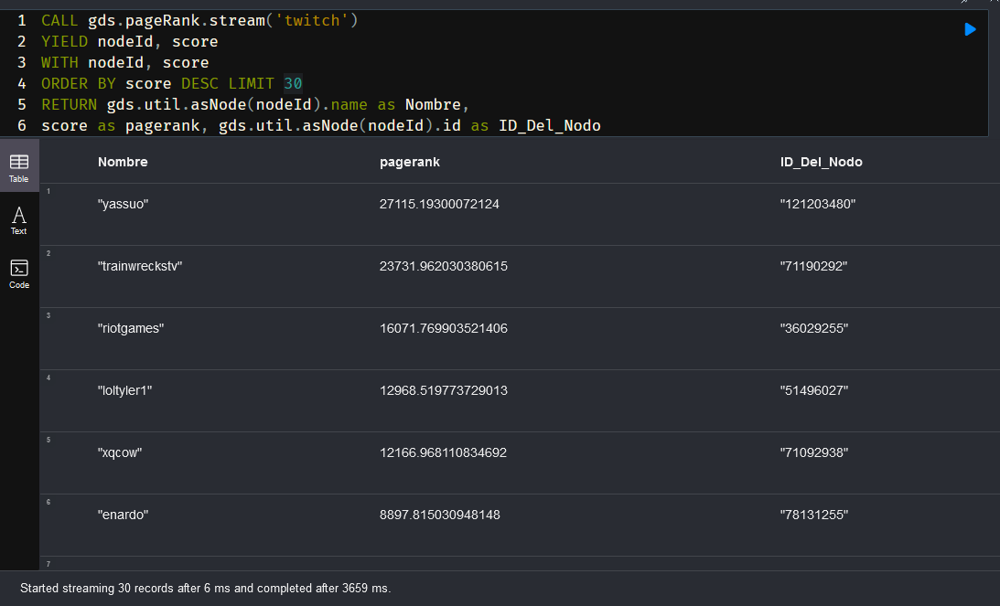 1 CALL gds.pageRank.stream('twitch')
2 YIELD nodeId, score
3 WITH nodeId, score
4 ORDER BY score DESC LIMIT 30
5 RETURN gds.util.asNode(nodeId).name as Nombre,
6 score as pagerank, gds.util.asNode(nodeId).id as ID_Del_Nodo
Table
Text
Code
Nombre pagerank ID_Del_Nodo
1 "yassuo" 27115.19300072124 "121203480"
2 "trainwreckstv" 23731.962030380615 "71190292"
3 "riotgames" 16071.769903521406 "36029255"
4 "loltyler1" 12968.519773729013 "51496027"
5 "xqcow" 12166.968110834692 "71092938"
6 "enardo" 8897.815030948148 "78131255"
7
Started streaming 30 records after 6 ms and completed after 3659 ms.